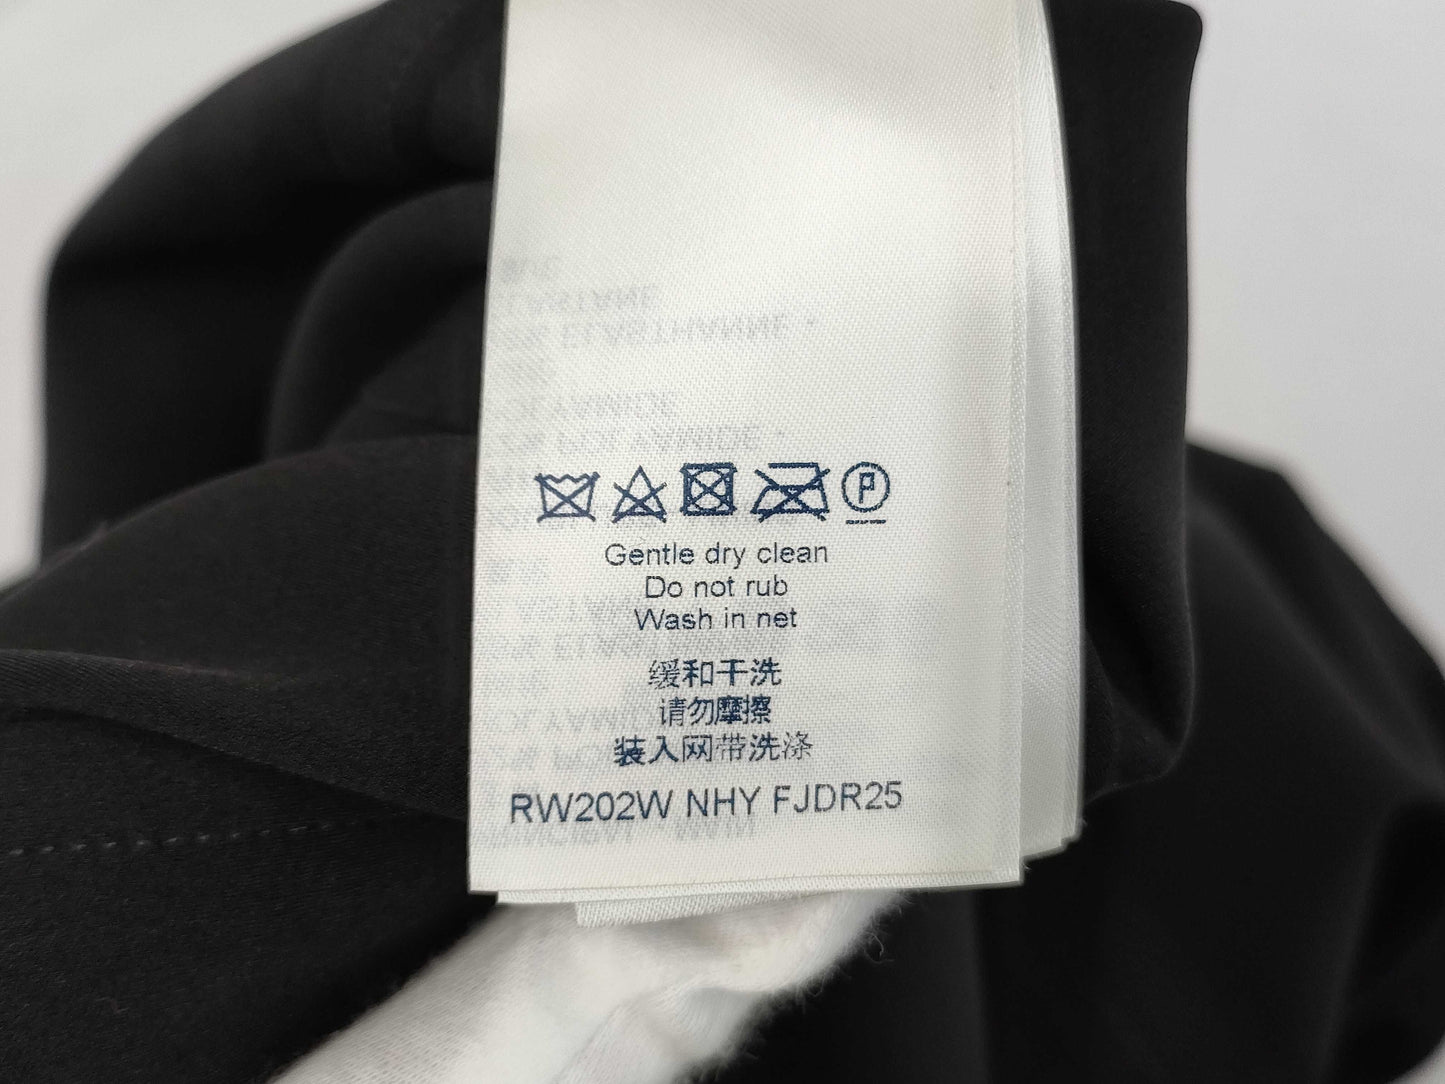 P
Gentle dry clean
Do not rub
Wash in net
缓和干洗
请勿摩擦
装入网带洗涤
RW202W NHY FJDR25